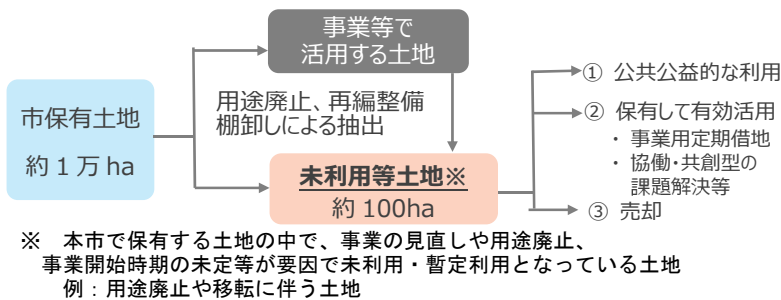 事業等で
活用する土地
市保有土地
約１万 ha
用途廃止、再編整備
棚卸しによる抽出
未利用等土地※
約 100ha
① 公共公益的な利用
② 保有して有効活用
・ 事業用定期借地
・ 協働・共創型の
課題解決等
③ 売却
※　本市で保有する土地の中で、事業の見直しや用途廃止、
事業開始時期の未定等が要因で未利用・暫定利用となっている土地
例：用途廃止や移転に伴う土地